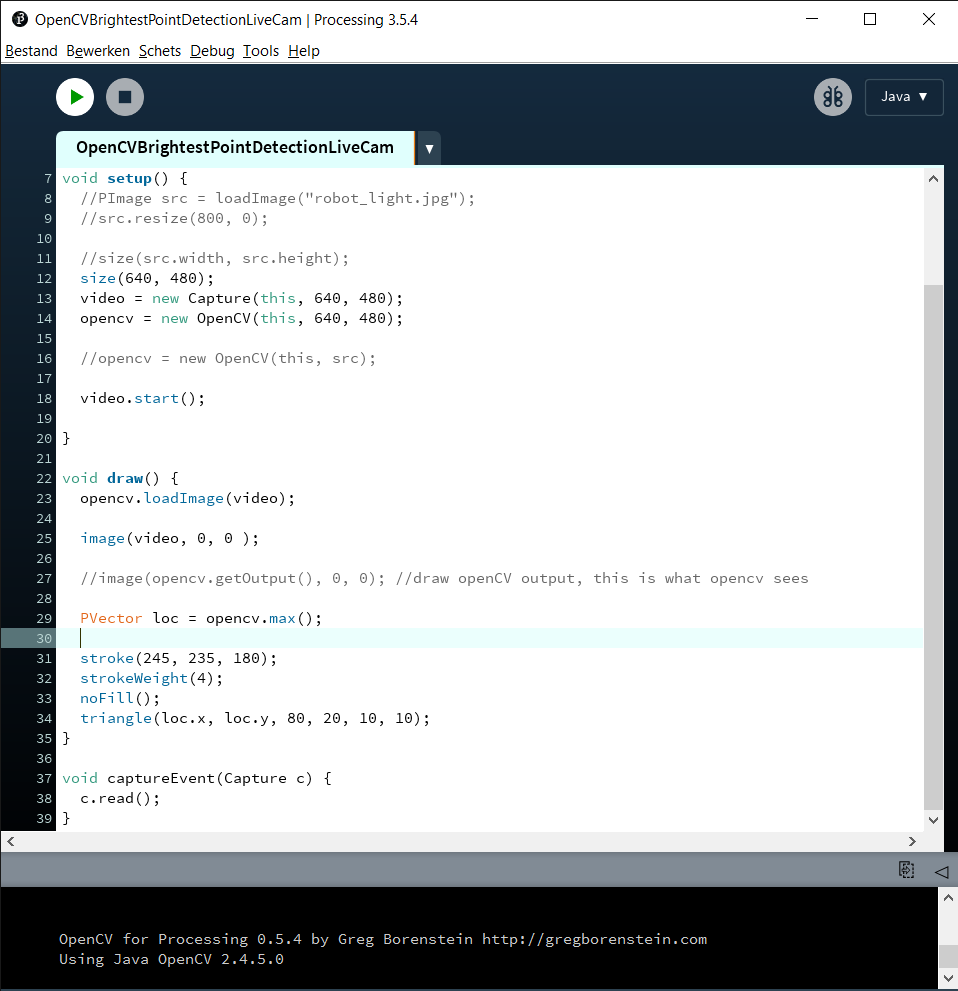 OpenCVBrightestPointDetectionLiveCam | Processing 3.5.4
Bestand Bewerken Schets Debug Tools Help
Java ▼
OpenCVBrightestPointDetectionLiveCam ▼
7 void setup() {
8 //PImage src = loadImage("robot_light.jpg");
9 //src.resize(800, 0);
10
11 //size(src.width, src.height);
12 size(640, 480);
13 video = new Capture(this, 640, 480);
14 opencv = new OpenCV(this, 640, 480);
15
16 //opencv = new OpenCV(this, src);
17
18 video.start();
19
20 }
21
22 void draw() {
23 opencv.loadImage(video);
24
25 image(video, 0, 0 );
26
27 //image(opencv.getOutput(), 0, 0); //draw openCV output, this is what opencv sees
28
29 PVector loc = opencv.max();
30
31 stroke(245, 235, 180);
32 strokeWeight(4);
33 noFill();
34 triangle(loc.x, loc.y, 80, 20, 10, 10);
35 }
36
37 void captureEvent(Capture c) {
38 c.read();
39 }
OpenCV for Processing 0.5.4 by Greg Borenstein http://gregborenstein.com
Using Java OpenCV 2.4.5.0